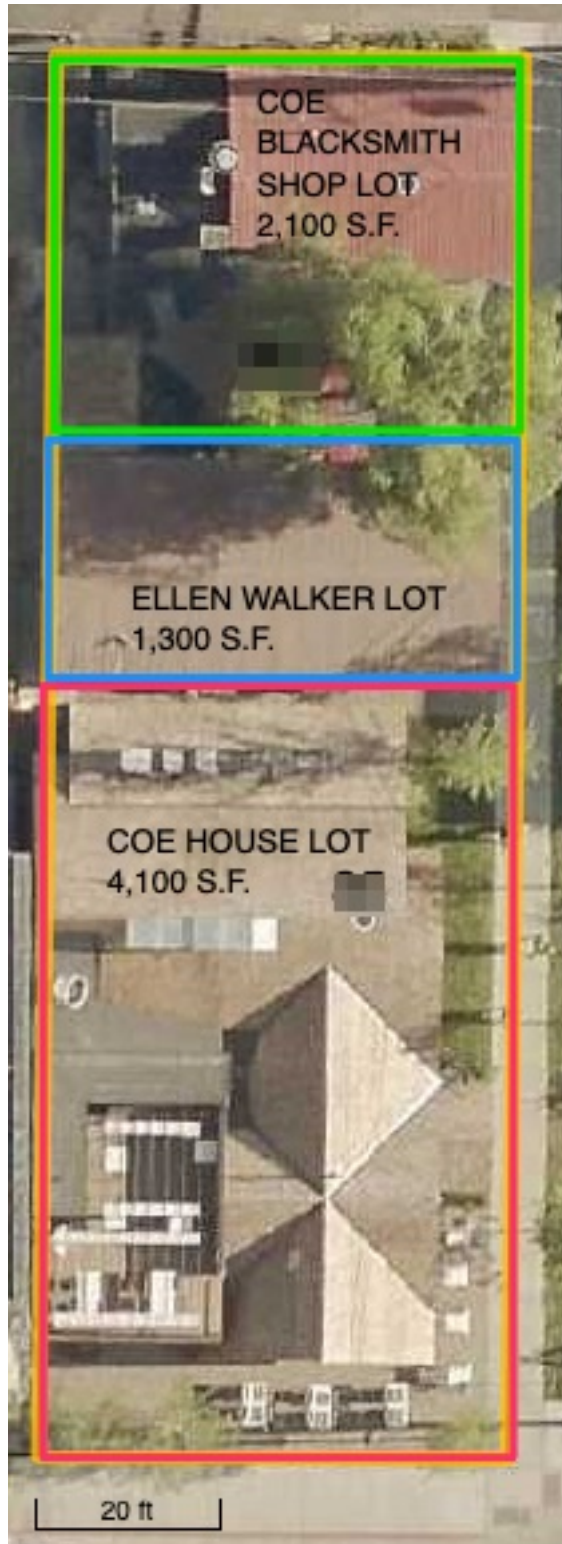 COE
BLACKSMITH
SHOP LOT
2,100 S.F.
ELLEN WALKER LOT
1,300 S.F.
COE HOUSE LOT
4,100 S.F.
20 ft